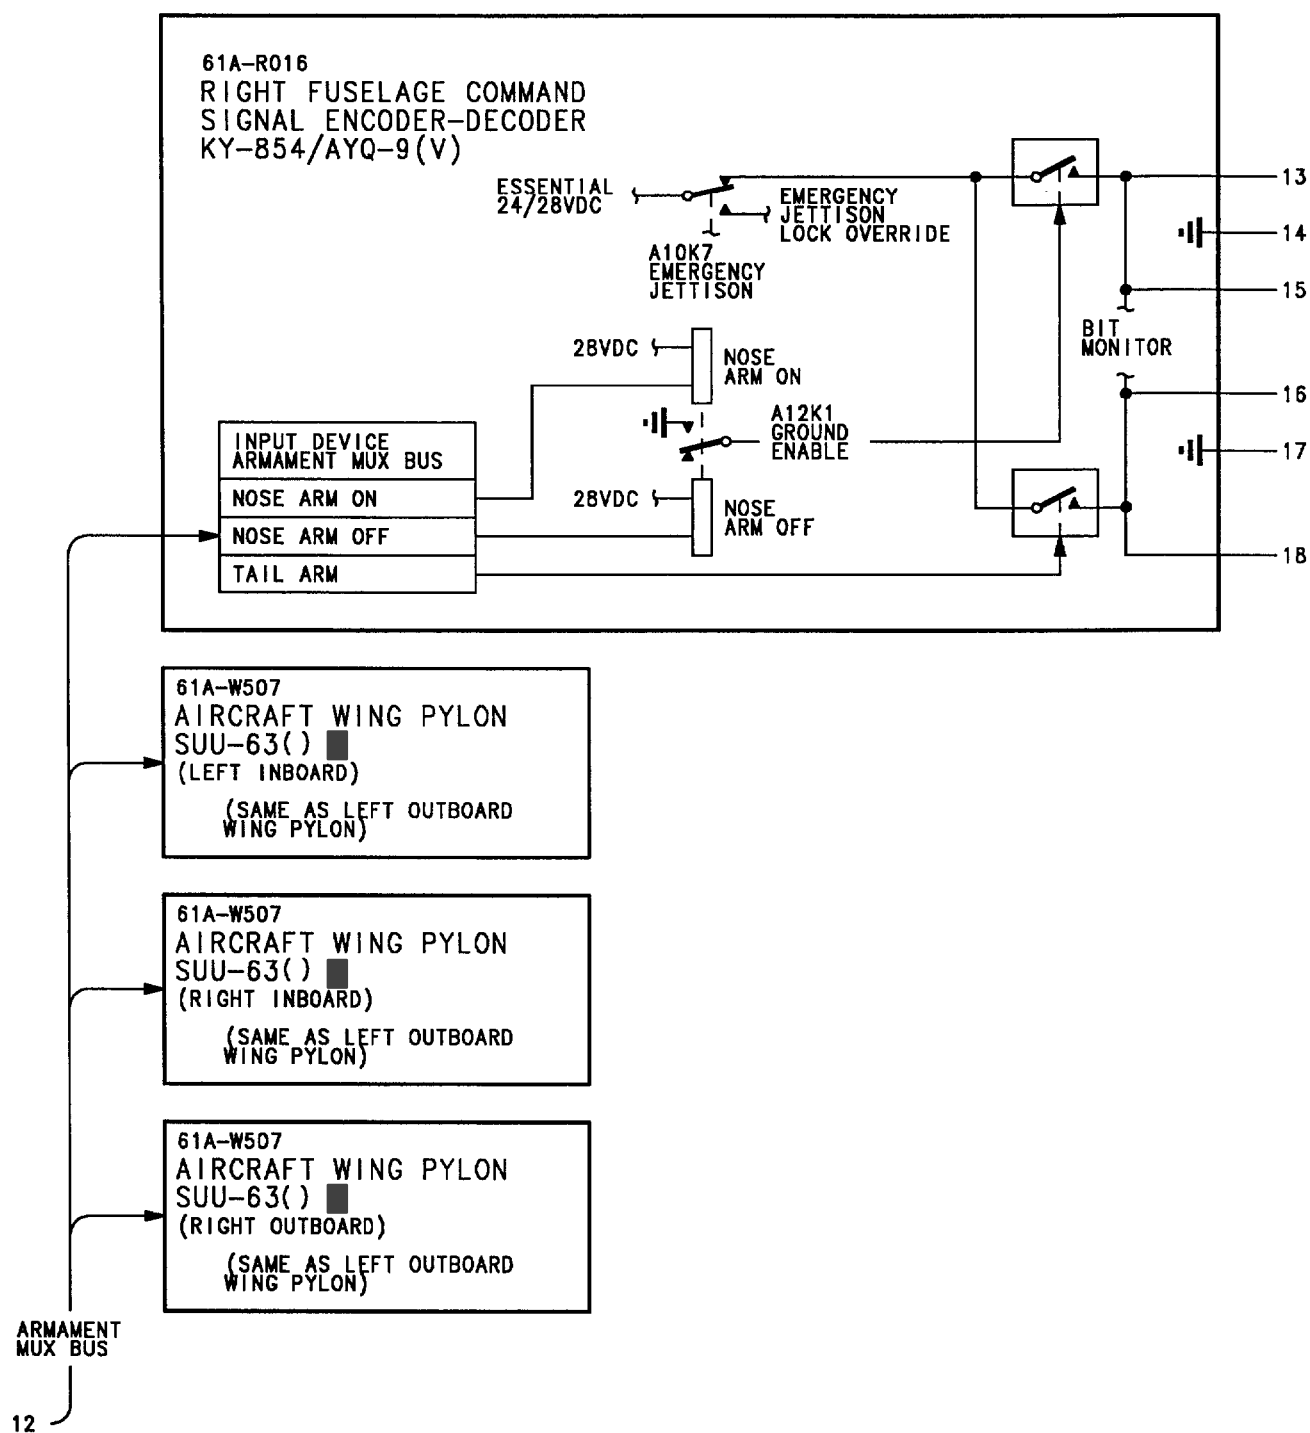 61A-R016
RIGHT FUSELAGE COMMAND
SIGNAL ENCODER-DECODER
KY-854/AYQ-9(V)
ESSENTIAL
24/28VDC
EMERGENCY
JETTISON
LOCK OVERRIDE
A10K7
EMERGENCY
JETTISON
13
14
15
BIT
MONITOR
28VDC
NOSE
ARM ON
16
A12K1
GROUND
ENABLE
17
INPUT DEVICE
ARMAMENT MUX BUS
NOSE ARM ON
NOSE ARM OFF
TAIL ARM
28VDC
NOSE
ARM OFF
18
61A-W507
AIRCRAFT WING PYLON
SUU-63()
(LEFT INBOARD)
(SAME AS LEFT OUTBOARD
WING PYLON)
61A-W507
AIRCRAFT WING PYLON
SUU-63()
(RIGHT INBOARD)
(SAME AS LEFT OUTBOARD
WING PYLON)
61A-W507
AIRCRAFT WING PYLON
SUU-63()
(RIGHT OUTBOARD)
(SAME AS LEFT OUTBOARD
WING PYLON)
ARMAMENT
MUX BUS
12